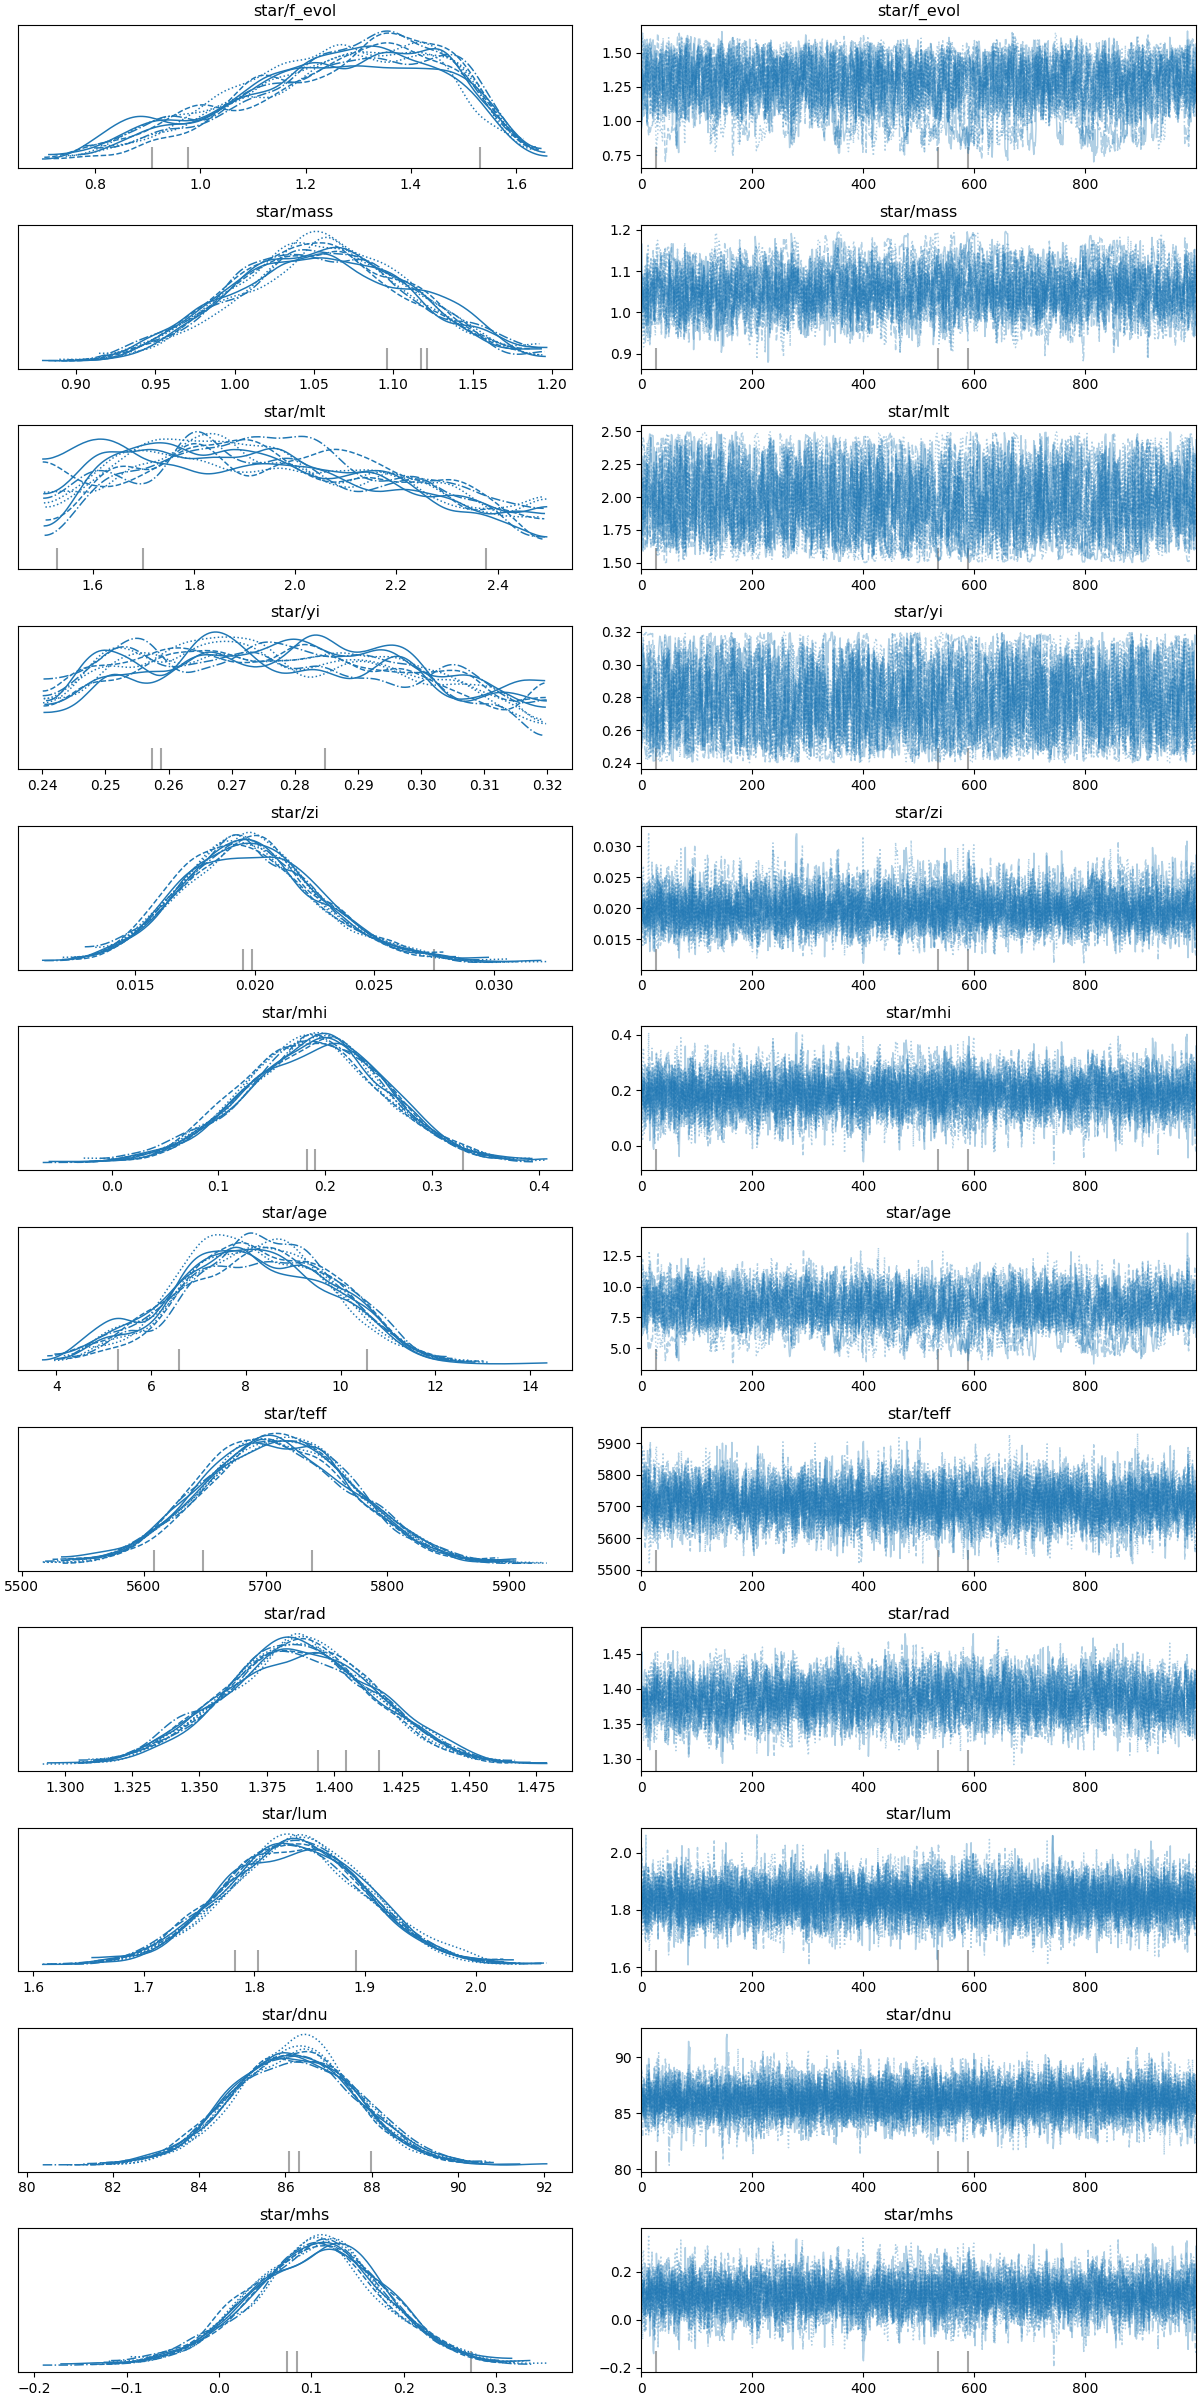 star/f_evol star/f_evol
1.50
1.25
1.00
0.75
0.8 1.0 1.2 1.4 1.6 0 200 400 600 800
star/mass star/mass
1.2
1.1
1.0
0.9
0.90 0.95 1.00 1.05 1.10 1.15 1.20 0 200 400 600 800
star/mlt star/mlt
2.50
2.25
2.00
1.75
1.50
1.6 1.8 2.0 2.2 2.4 0 200 400 600 800
star/yi star/yi
0.32
0.30
0.28
0.26
0.24
0.24 0.25 0.26 0.27 0.28 0.29 0.30 0.31 0.32 0 200 400 600 800
star/zi star/zi
0.030
0.025
0.020
0.015
0.015 0.020 0.025 0.030 0 200 400 600 800
star/mhi star/mhi
0.4
0.2
0.0
0.0 0.1 0.2 0.3 0.4 0 200 400 600 800
star/age star/age
12.5
10.0
7.5
5.0
4 6 8 10 12 14 0 200 400 600 800
star/teff star/teff
5900
5800
5700
5600
5500
5500 5600 5700 5800 5900 0 200 400 600 800
star/rad star/rad
1.45
1.40
1.35
1.30
1.300 1.325 1.350 1.375 1.400 1.425 1.450 1.475 0 200 400 600 800
star/lum star/lum
2.0
1.8
1.6
1.6 1.7 1.8 1.9 2.0 0 200 400 600 800
star/dnu star/dnu
90
85
80
80 82 84 86 88 90 92 0 200 400 600 800
star/mhs star/mhs
0.2
0.0
−0.2
−0.2 −0.1 0.0 0.1 0.2 0.3 0 200 400 600 800